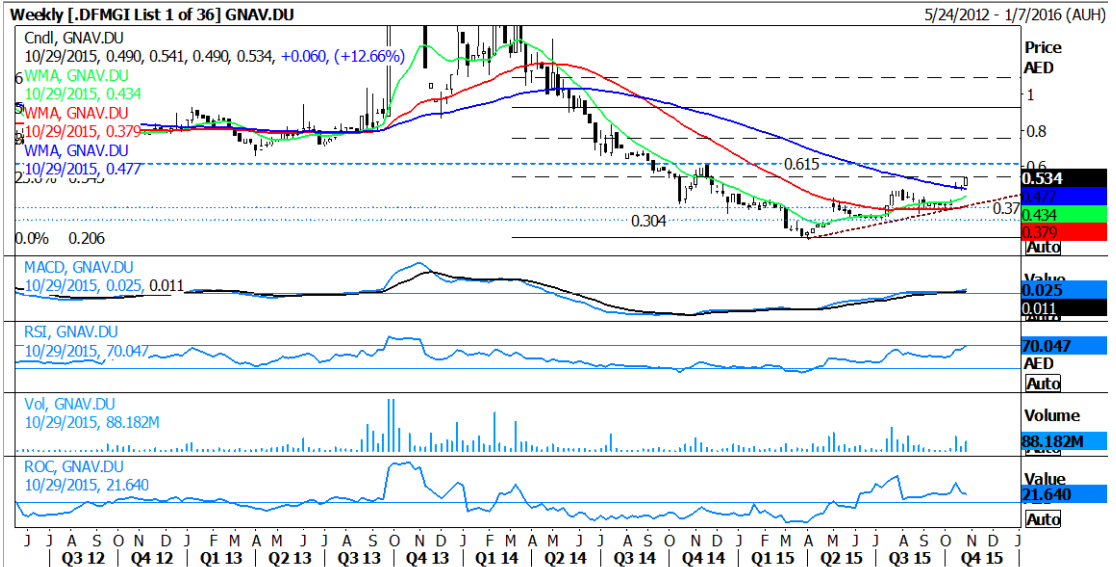 Weekly [.DFMGI List 1 of 36] GNAV.DU 5/24/2012 - 1/7/2016 (AUH)
Cndl, GNAV.DU
10/29/2015, 0.490, 0.541, 0.490, 0.534, +0.060, (+12.66%)
WMA, GNAV.DU
10/29/2015, 0.434
WMA, GNAV.DU
10/29/2015, 0.379
WMA, GNAV.DU
10/29/2015, 0.477
0.0% 0.206
0.615
0.304
0.37
Price
AED
1
0.8
0.6
0.534
0.477
0.434
0.379
Auto
MACD, GNAV.DU
10/29/2015, 0.025, 0.011
Value
0.025
0.011
RSI, GNAV.DU
10/29/2015, 70.047
70.047
AED
Auto
Vol, GNAV.DU
10/29/2015, 88.182M
Volume
88.182M
ROC, GNAV.DU
10/29/2015, 21.640
Value
21.640
Auto
J J A S O N D J F M A M J J A S O N D J F M A M J J A S O N D J F M A M J J A S O N D J
Q3 12 Q4 12 Q1 13 Q2 13 Q3 13 Q4 13 Q1 14 Q2 14 Q3 14 Q4 14 Q1 15 Q2 15 Q3 15 Q4 15